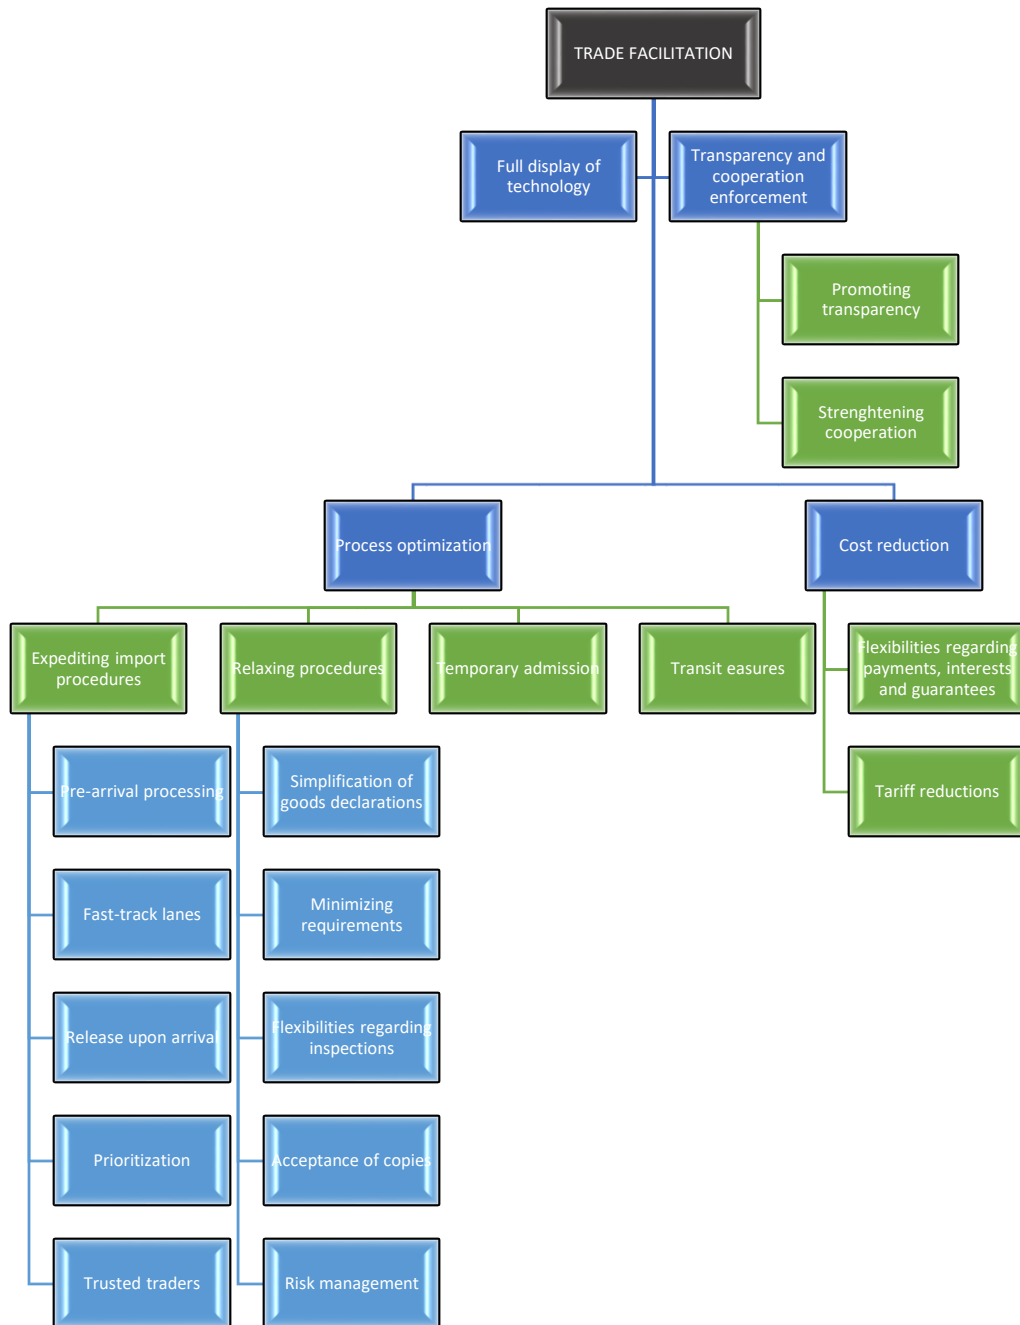 TRADE FACILITATION
Full display of
technology
Transparency and
cooperation
enforcement
Promoting
transparency
Strenghtening
cooperation
Process optimization
Cost reduction
Expediting import
procedures
Relaxing procedures
Temporary admission
Transit easures
Flexibilities regarding
payments, interests
and guarantees
Pre-arrival processing
Simplification of
goods declarations
Tariff reductions
Fast-track lanes
Minimizing
requirements
Release upon arrival
Flexibilities regarding
inspections
Prioritization
Acceptance of copies
Trusted traders
Risk management